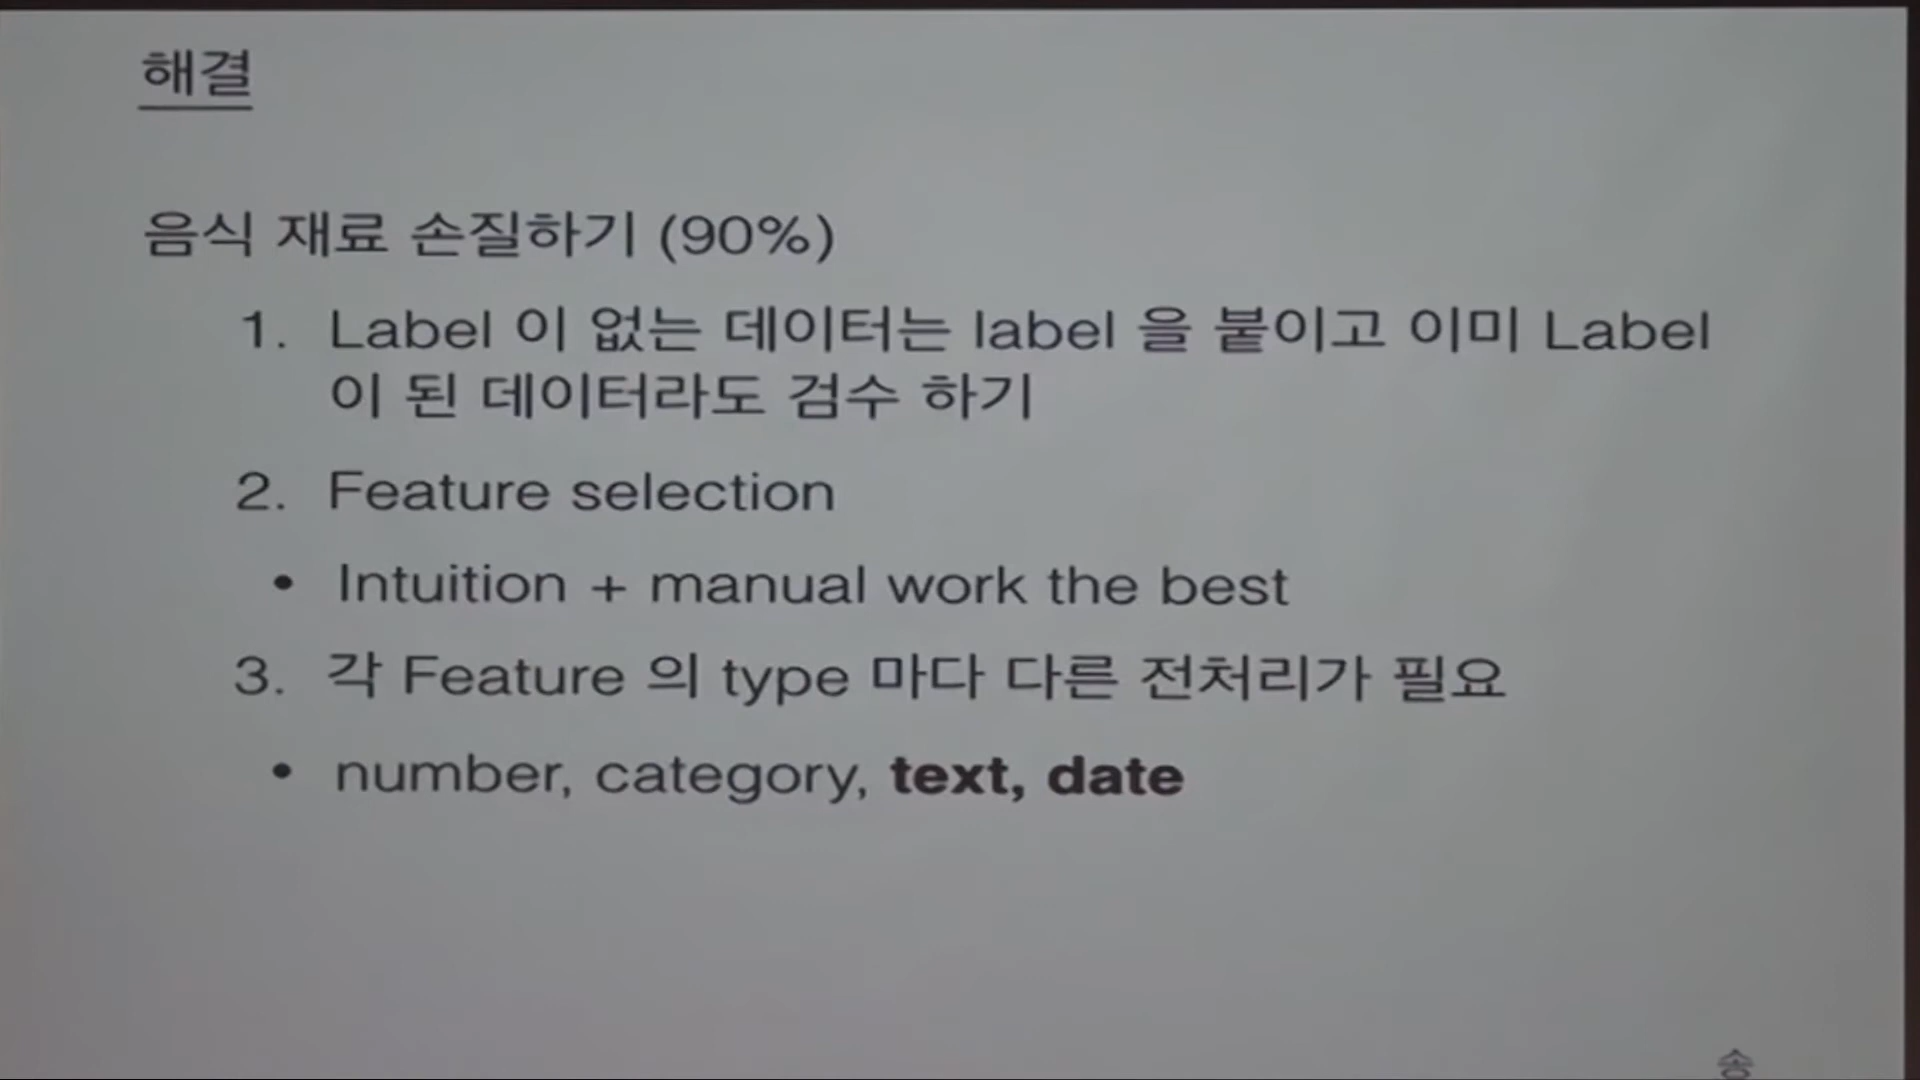 해결
음식 재료 손질하기 (90%)
1. Label 이 없는 데이터는 label 을 붙이고 이미 Label
이 된 데이터라도 검수 하기
2. Feature selection
• Intuition + manual work the best
3. 각 Feature 의 type 마다 다른 전처리가 필요
• number, category, text, date
송